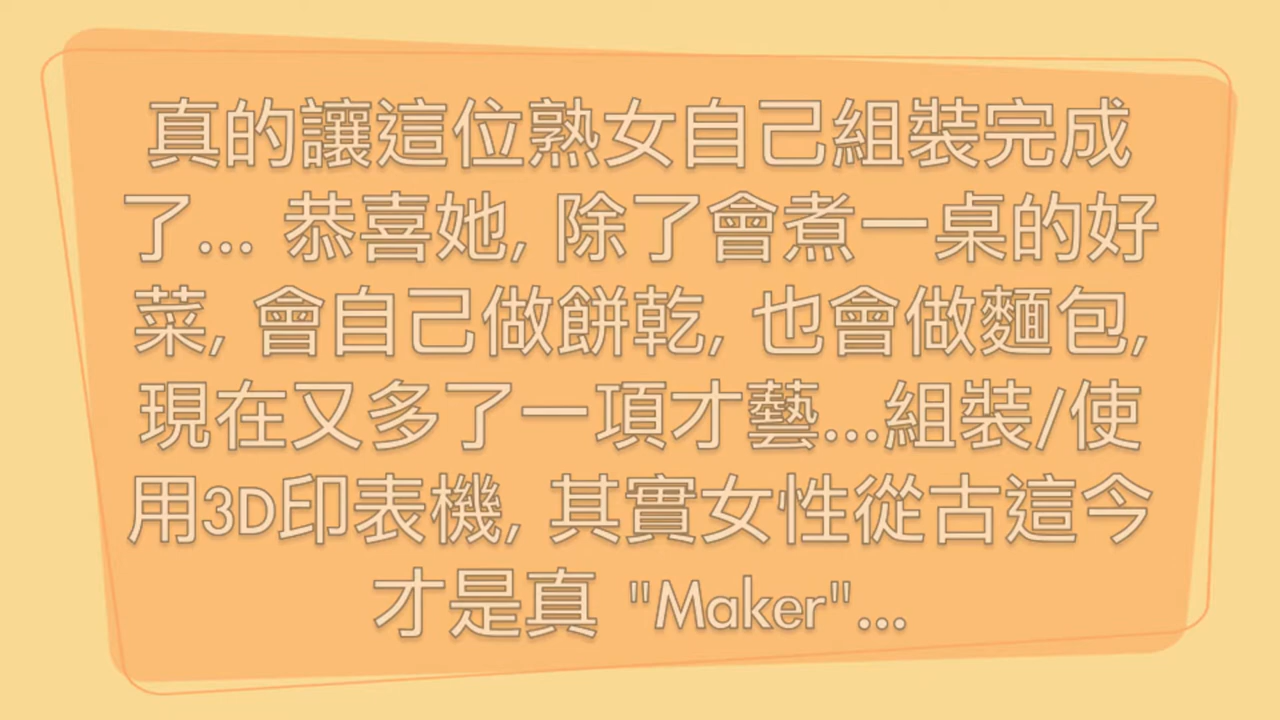 真的讓這位熟女自己組裝完成
了... 恭喜她, 除了會煮一桌的好
菜, 會自己做餅乾, 也會做麵包,
現在又多了一項才藝...組裝/使
用3D印表機, 其實女性從古這今
才是真 "Maker"...